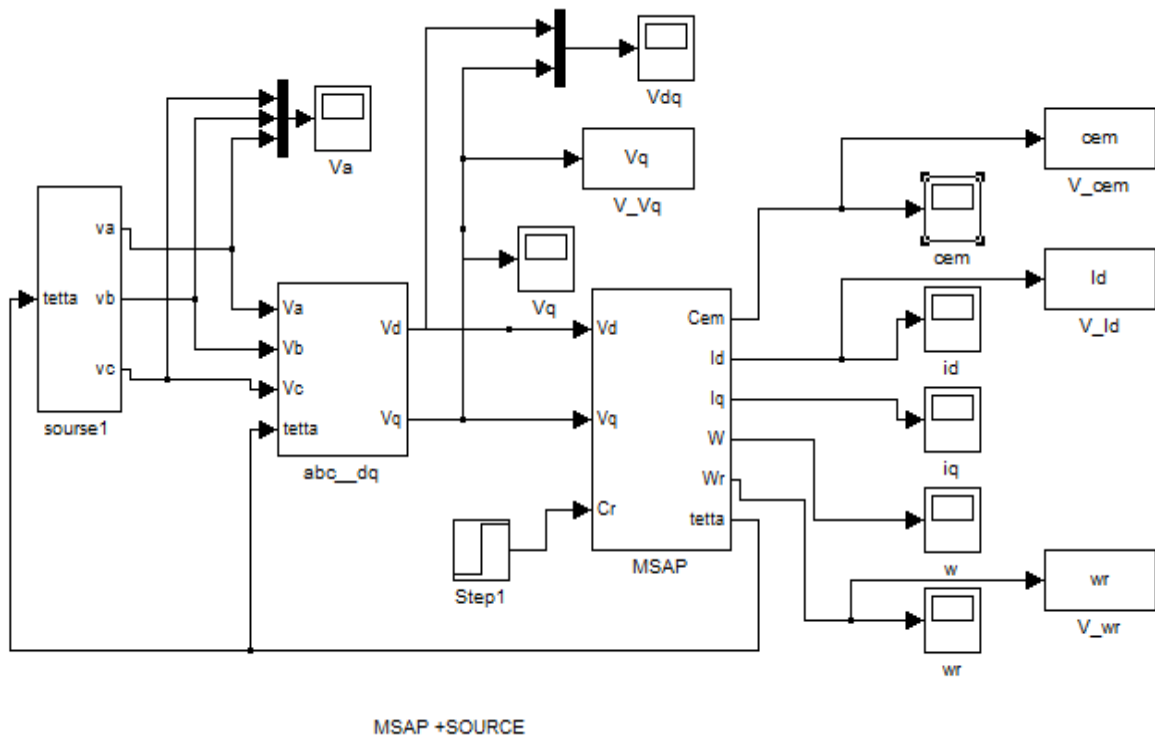 Vdq
Va
Vq
V_Vq
cem
V_cem
cem
Id
V_Id
id
Vq
tetta
va
vb
vc
sourse1
Va
Vb
Vc
tetta
Vd
Vq
abc__dq
Vd
Vq
Cr
Cem
Id
Iq
W
Wr
tetta
MSAP
Step1
iq
w
wr
wr
V_wr
MSAP +SOURCE